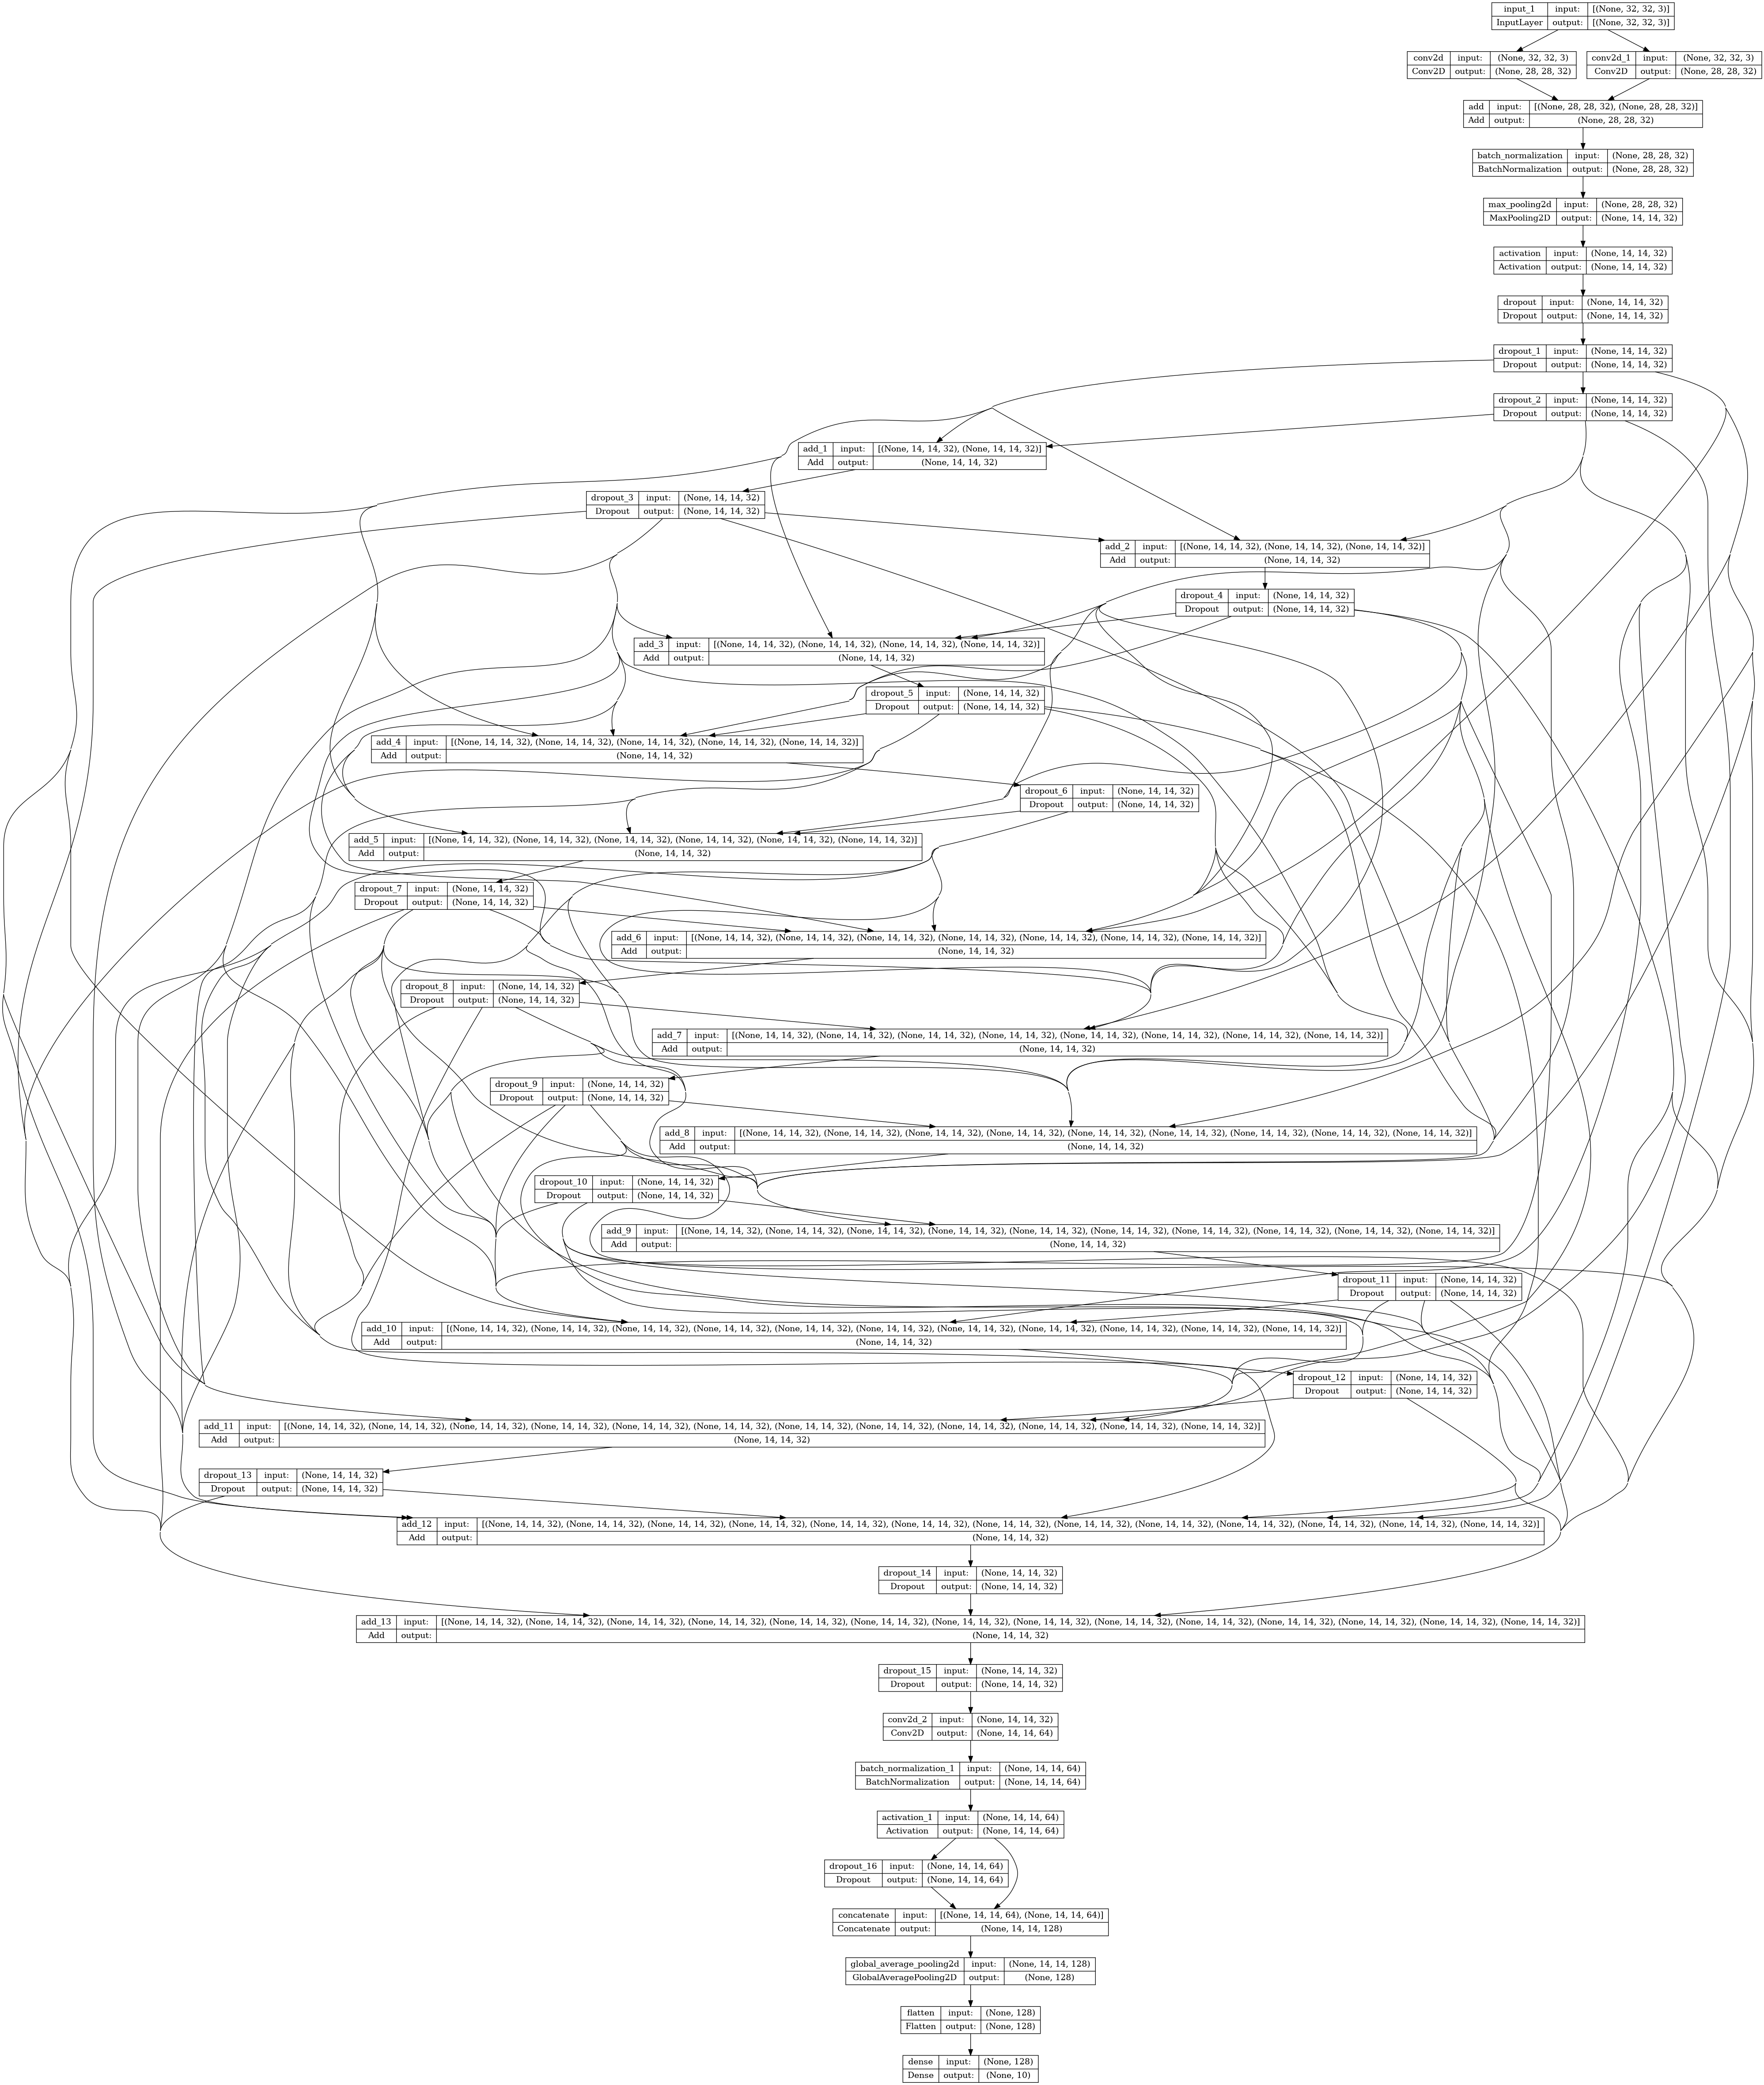 input_1 input: [(None, 32, 32, 3)]
InputLayer output: [(None, 32, 32, 3)]
conv2d input: (None, 32, 32, 3)
Conv2D output: (None, 28, 28, 32)
conv2d_1 input: (None, 32, 32, 3)
Conv2D output: (None, 28, 28, 32)
add input: [(None, 28, 28, 32), (None, 28, 28, 32)]
Add output: (None, 28, 28, 32)
batch_normalization input: (None, 28, 28, 32)
BatchNormalization output: (None, 28, 28, 32)
max_pooling2d input: (None, 28, 28, 32)
MaxPooling2D output: (None, 14, 14, 32)
activation input: (None, 14, 14, 32)
Activation output: (None, 14, 14, 32)
dropout input: (None, 14, 14, 32)
Dropout output: (None, 14, 14, 32)
dropout_1 input: (None, 14, 14, 32)
Dropout output: (None, 14, 14, 32)
dropout_2 input: (None, 14, 14, 32)
Dropout output: (None, 14, 14, 32)
add_1 input: [(None, 14, 14, 32), (None, 14, 14, 32)]
Add output: (None, 14, 14, 32)
dropout_3 input: (None, 14, 14, 32)
Dropout output: (None, 14, 14, 32)
add_2 input: [(None, 14, 14, 32), (None, 14, 14, 32), (None, 14, 14, 32)]
Add output: (None, 14, 14, 32)
dropout_4 input: (None, 14, 14, 32)
Dropout output: (None, 14, 14, 32)
add_3 input: [(None, 14, 14, 32), (None, 14, 14, 32), (None, 14, 14, 32), (None, 14, 14, 32)]
Add output: (None, 14, 14, 32)
dropout_5 input: (None, 14, 14, 32)
Dropout output: (None, 14, 14, 32)
add_4 input: [(None, 14, 14, 32), (None, 14, 14, 32), (None, 14, 14, 32), (None, 14, 14, 32), (None, 14, 14, 32)]
Add output: (None, 14, 14, 32)
dropout_6 input: (None, 14, 14, 32)
Dropout output: (None, 14, 14, 32)
add_5 input: [(None, 14, 14, 32), (None, 14, 14, 32), (None, 14, 14, 32), (None, 14, 14, 32), (None, 14, 14, 32), (None, 14, 14, 32)]
Add output: (None, 14, 14, 32)
dropout_7 input: (None, 14, 14, 32)
Dropout output: (None, 14, 14, 32)
add_6 input: [(None, 14, 14, 32), (None, 14, 14, 32), (None, 14, 14, 32), (None, 14, 14, 32), (None, 14, 14, 32), (None, 14, 14, 32), (None, 14, 14, 32)]
Add output: (None, 14, 14, 32)
dropout_8 input: (None, 14, 14, 32)
Dropout output: (None, 14, 14, 32)
add_7 input: [(None, 14, 14, 32), (None, 14, 14, 32), (None, 14, 14, 32), (None, 14, 14, 32), (None, 14, 14, 32), (None, 14, 14, 32), (None, 14, 14, 32), (None, 14, 14, 32)]
Add output: (None, 14, 14, 32)
dropout_9 input: (None, 14, 14, 32)
Dropout output: (None, 14, 14, 32)
add_8 input: [(None, 14, 14, 32), (None, 14, 14, 32), (None, 14, 14, 32), (None, 14, 14, 32), (None, 14, 14, 32), (None, 14, 14, 32), (None, 14, 14, 32), (None, 14, 14, 32), (None, 14, 14, 32)]
Add output: (None, 14, 14, 32)
dropout_10 input: (None, 14, 14, 32)
Dropout output: (None, 14, 14, 32)
add_9 input: [(None, 14, 14, 32), (None, 14, 14, 32), (None, 14, 14, 32), (None, 14, 14, 32), (None, 14, 14, 32), (None, 14, 14, 32), (None, 14, 14, 32), (None, 14, 14, 32), (None, 14, 14, 32), (None, 14, 14, 32)]
Add output: (None, 14, 14, 32)
dropout_11 input: (None, 14, 14, 32)
Dropout output: (None, 14, 14, 32)
add_10 input: [(None, 14, 14, 32), (None, 14, 14, 32), (None, 14, 14, 32), (None, 14, 14, 32), (None, 14, 14, 32), (None, 14, 14, 32), (None, 14, 14, 32), (None, 14, 14, 32), (None, 14, 14, 32), (None, 14, 14, 32), (None, 14, 14, 32)]
Add output: (None, 14, 14, 32)
dropout_12 input: (None, 14, 14, 32)
Dropout output: (None, 14, 14, 32)
add_11 input: [(None, 14, 14, 32), (None, 14, 14, 32), (None, 14, 14, 32), (None, 14, 14, 32), (None, 14, 14, 32), (None, 14, 14, 32), (None, 14, 14, 32), (None, 14, 14, 32), (None, 14, 14, 32), (None, 14, 14, 32), (None, 14, 14, 32), (None, 14, 14, 32)]
Add output: (None, 14, 14, 32)
dropout_13 input: (None, 14, 14, 32)
Dropout output: (None, 14, 14, 32)
add_12 input: [(None, 14, 14, 32), (None, 14, 14, 32), (None, 14, 14, 32), (None, 14, 14, 32), (None, 14, 14, 32), (None, 14, 14, 32), (None, 14, 14, 32), (None, 14, 14, 32), (None, 14, 14, 32), (None, 14, 14, 32), (None, 14, 14, 32), (None, 14, 14, 32), (None, 14, 14, 32)]
Add output: (None, 14, 14, 32)
dropout_14 input: (None, 14, 14, 32)
Dropout output: (None, 14, 14, 32)
add_13 input: [(None, 14, 14, 32), (None, 14, 14, 32), (None, 14, 14, 32), (None, 14, 14, 32), (None, 14, 14, 32), (None, 14, 14, 32), (None, 14, 14, 32), (None, 14, 14, 32), (None, 14, 14, 32), (None, 14, 14, 32), (None, 14, 14, 32), (None, 14, 14, 32), (None, 14, 14, 32), (None, 14, 14, 32)]
Add output: (None, 14, 14, 32)
dropout_15 input: (None, 14, 14, 32)
Dropout output: (None, 14, 14, 32)
conv2d_2 input: (None, 14, 14, 32)
Conv2D output: (None, 14, 14, 64)
batch_normalization_1 input: (None, 14, 14, 64)
BatchNormalization output: (None, 14, 14, 64)
activation_1 input: (None, 14, 14, 64)
Activation output: (None, 14, 14, 64)
dropout_16 input: (None, 14, 14, 64)
Dropout output: (None, 14, 14, 64)
concatenate input: [(None, 14, 14, 64), (None, 14, 14, 64)]
Concatenate output: (None, 14, 14, 128)
global_average_pooling2d input: (None, 14, 14, 128)
GlobalAveragePooling2D output: (None, 128)
flatten input: (None, 128)
Flatten output: (None, 128)
dense input: (None, 128)
Dense output: (None, 10)